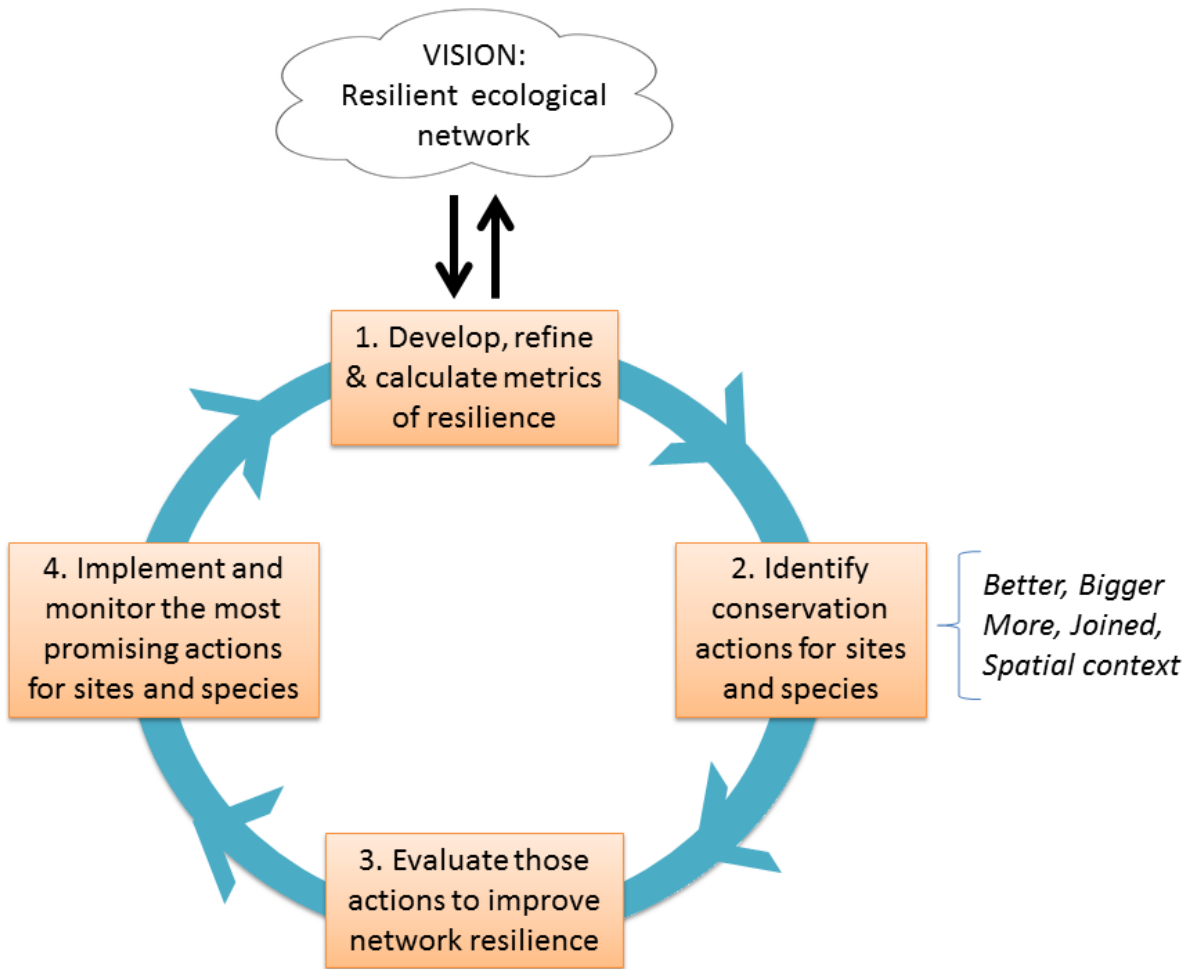 VISION:
Resilient ecological
network
1. Develop, refine
& calculate metrics
of resilience
2. Identify
conservation
actions for sites
and species
Better, Bigger
More, Joined,
Spatial context
3. Evaluate those
actions to improve
network resilience
4. Implement and
monitor the most
promising actions
for sites and species